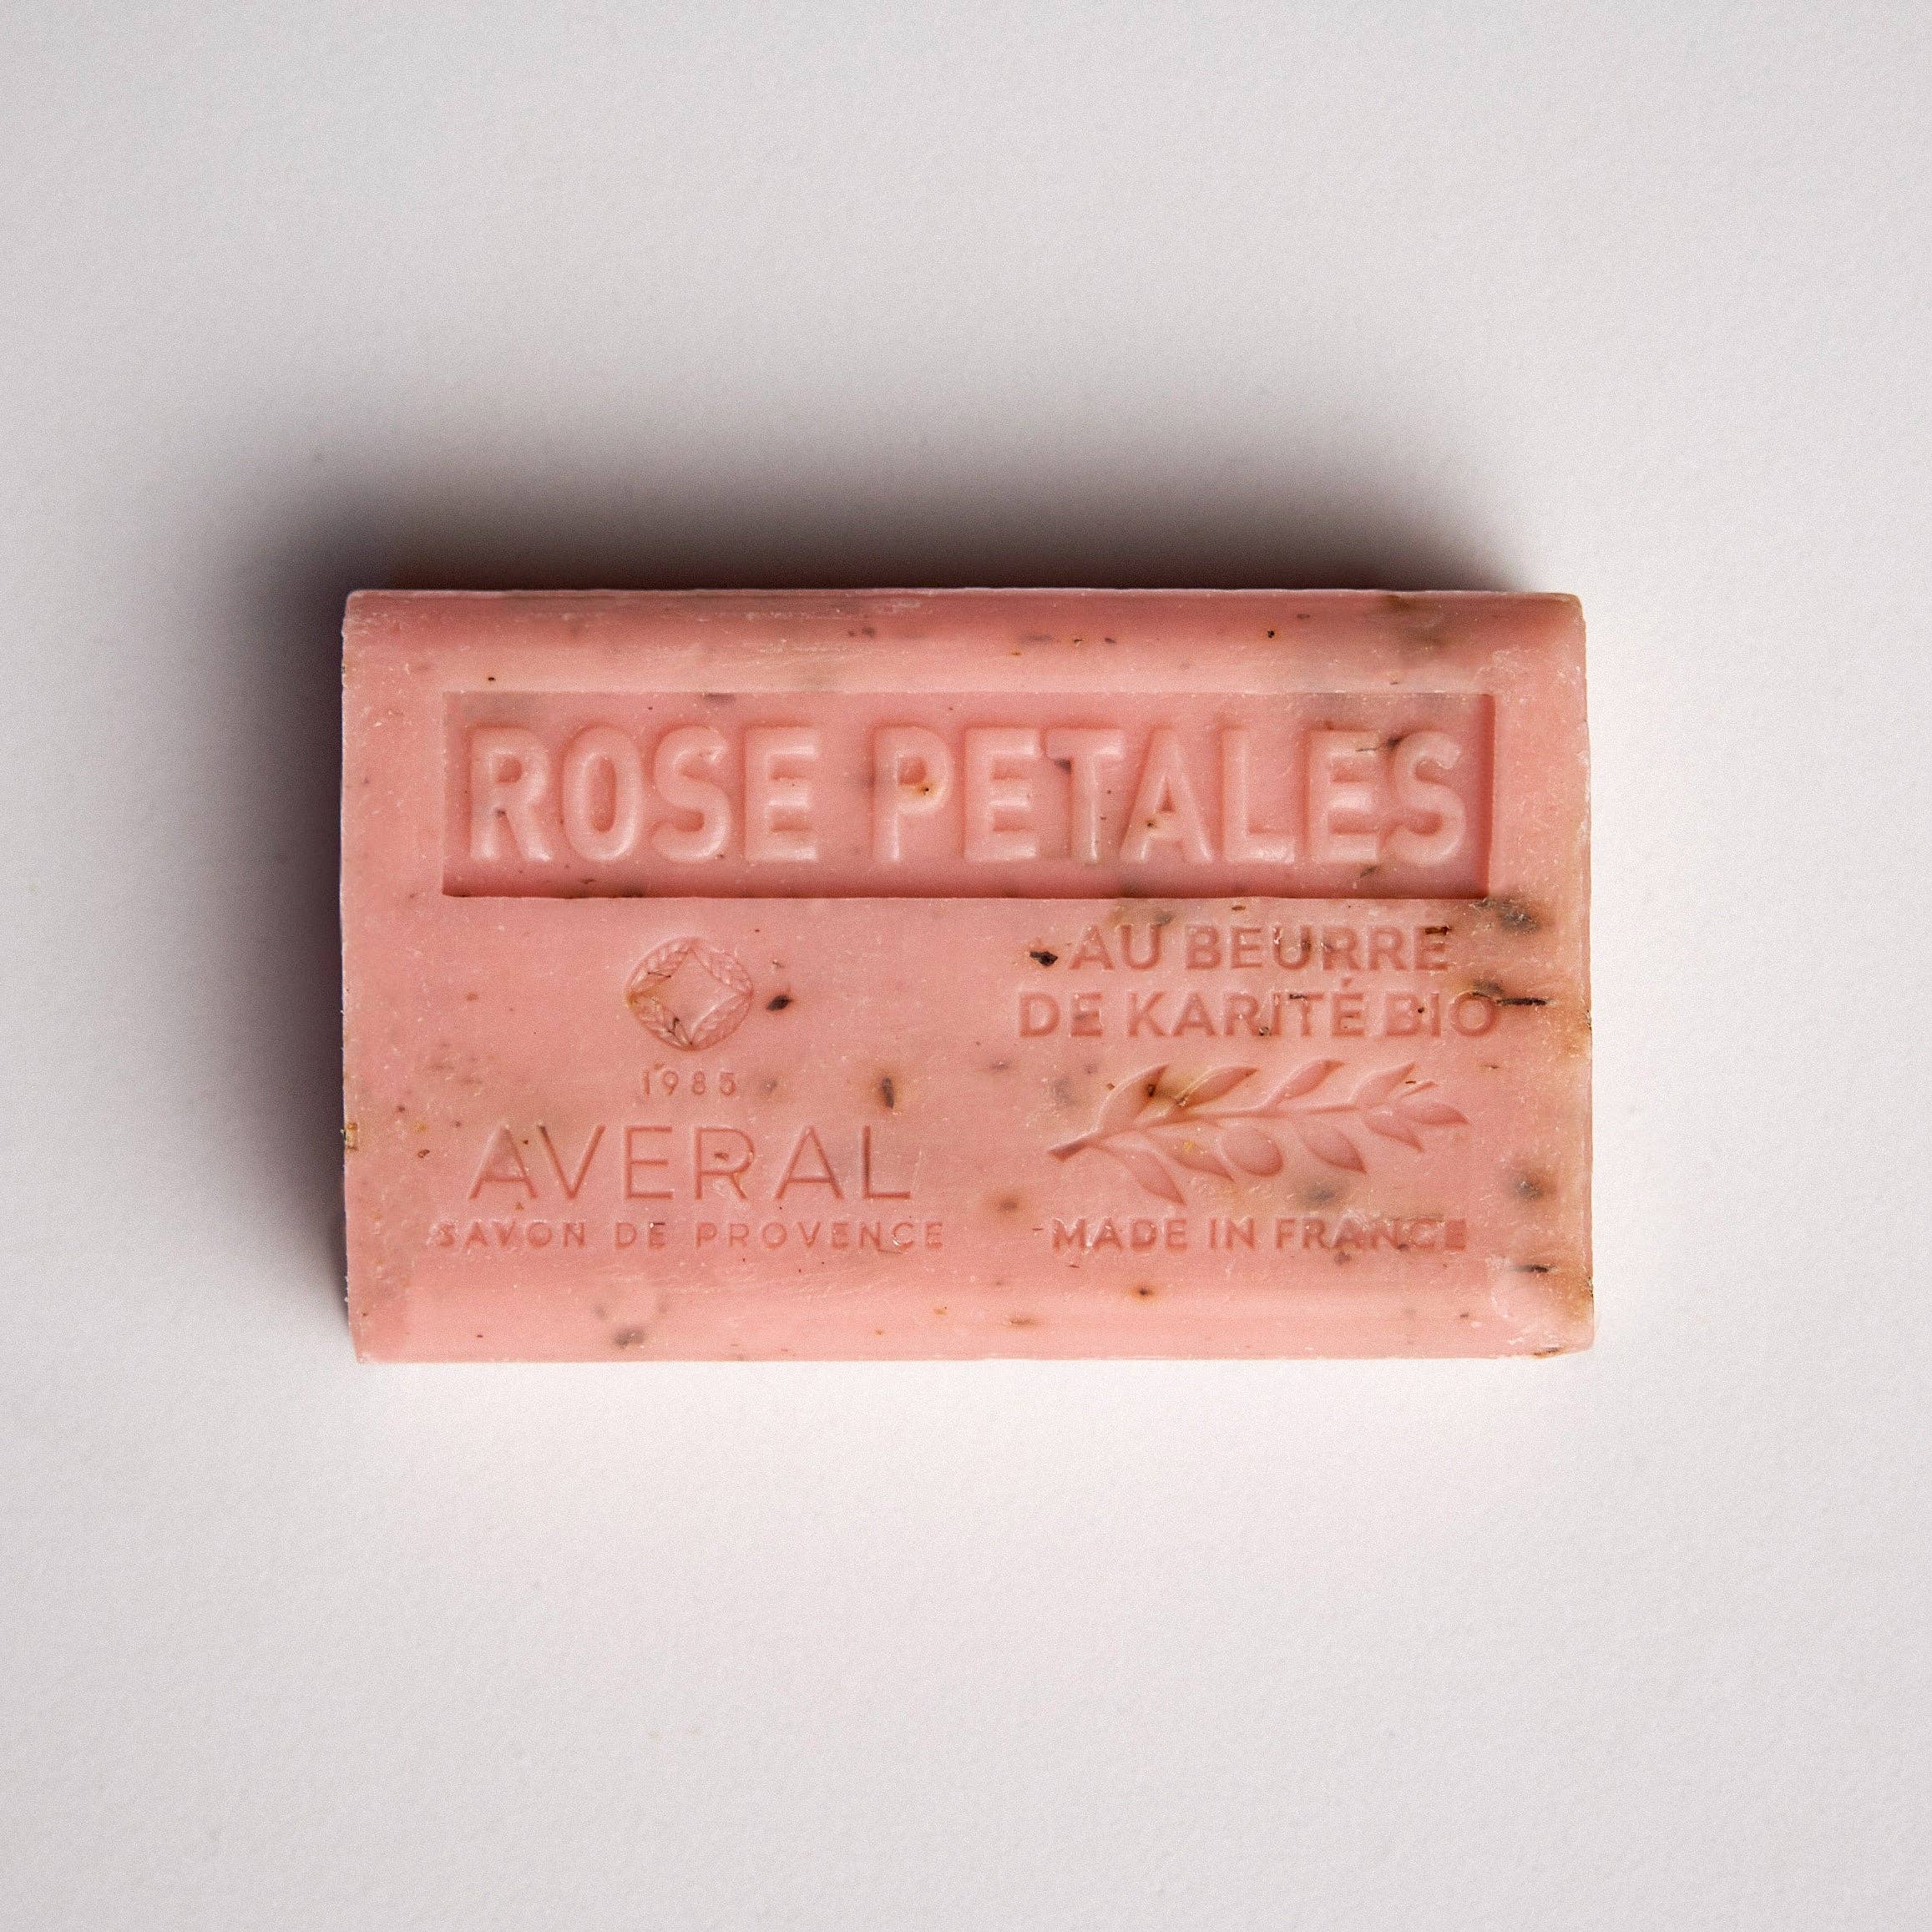 ROSE PETALES
1985
AVERAL
SAVON DE PROVENCE
AU BEURRE
DE KARITÉ BIO
MADE IN FRANCE